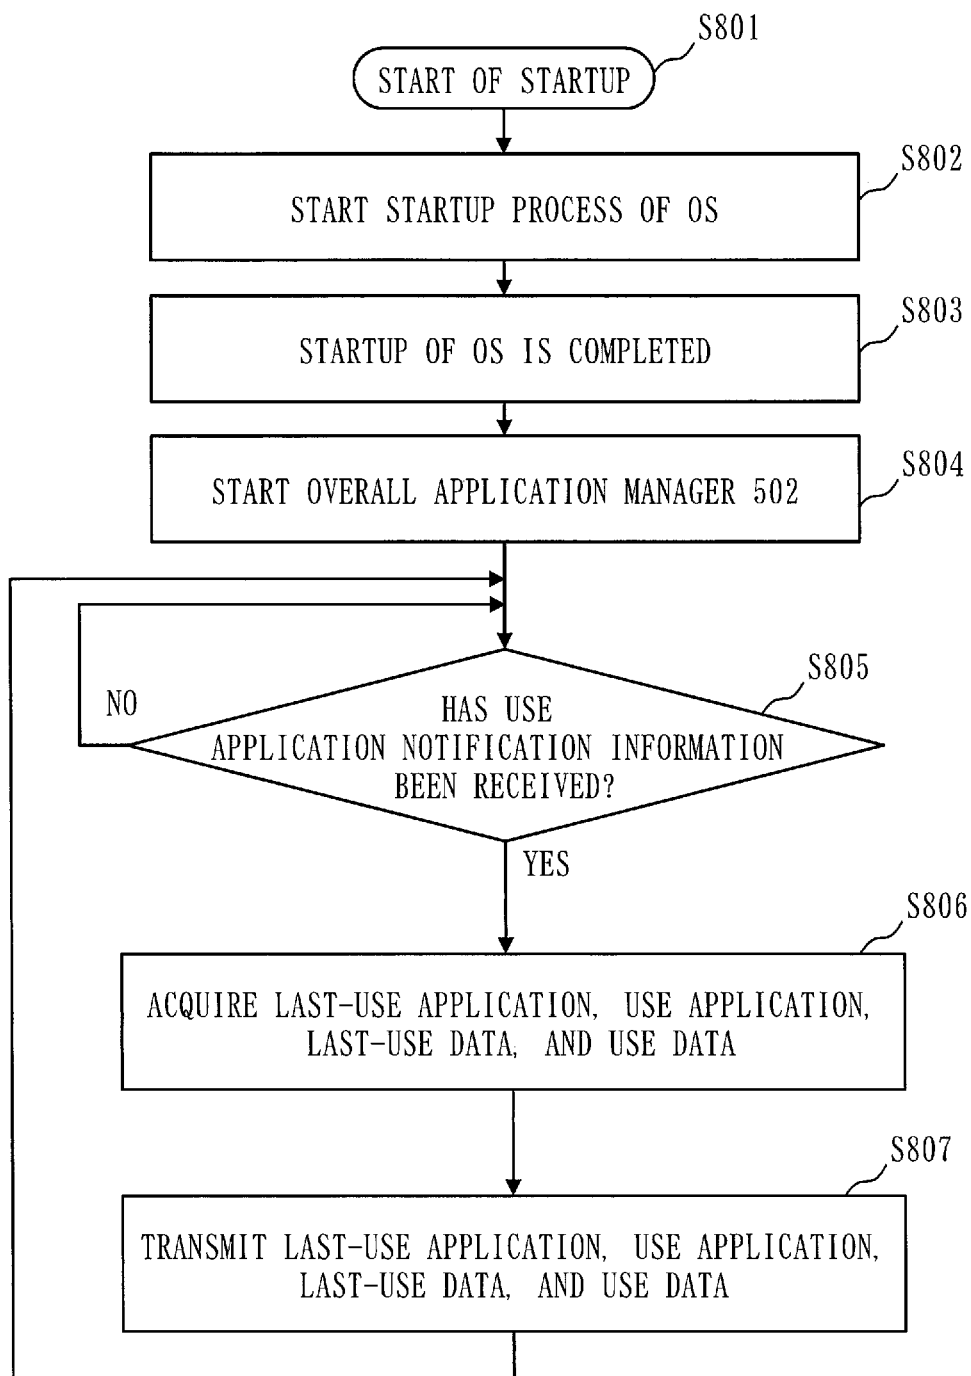 S801
START OF STARTUP
S802
START STARTUP PROCESS OF OS
S803
STARTUP OF OS IS COMPLETED
S804
START OVERALL APPLICATION MANAGER 502
S805
NO
HAS USE
APPLICATION NOTIFICATION INFORMATION
BEEN RECEIVED?
YES
S806
ACQUIRE LAST-USE APPLICATION, USE APPLICATION,
LAST-USE DATA, AND USE DATA
S807
TRANSMIT LAST-USE APPLICATION, USE APPLICATION,
LAST-USE DATA, AND USE DATA